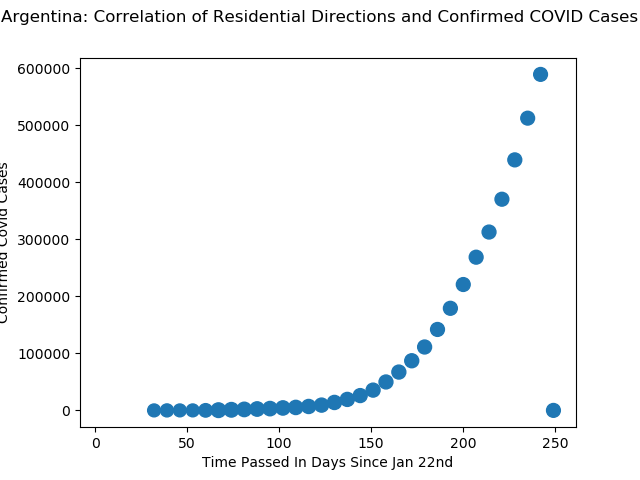 Argentina: Correlation of Residential Directions and Confirmed COVID Cases
600000
500000
400000
300000
200000
100000
0
Confirmed Covid Cases
0 50 100 150 200 250
Time Passed In Days Since Jan 22nd